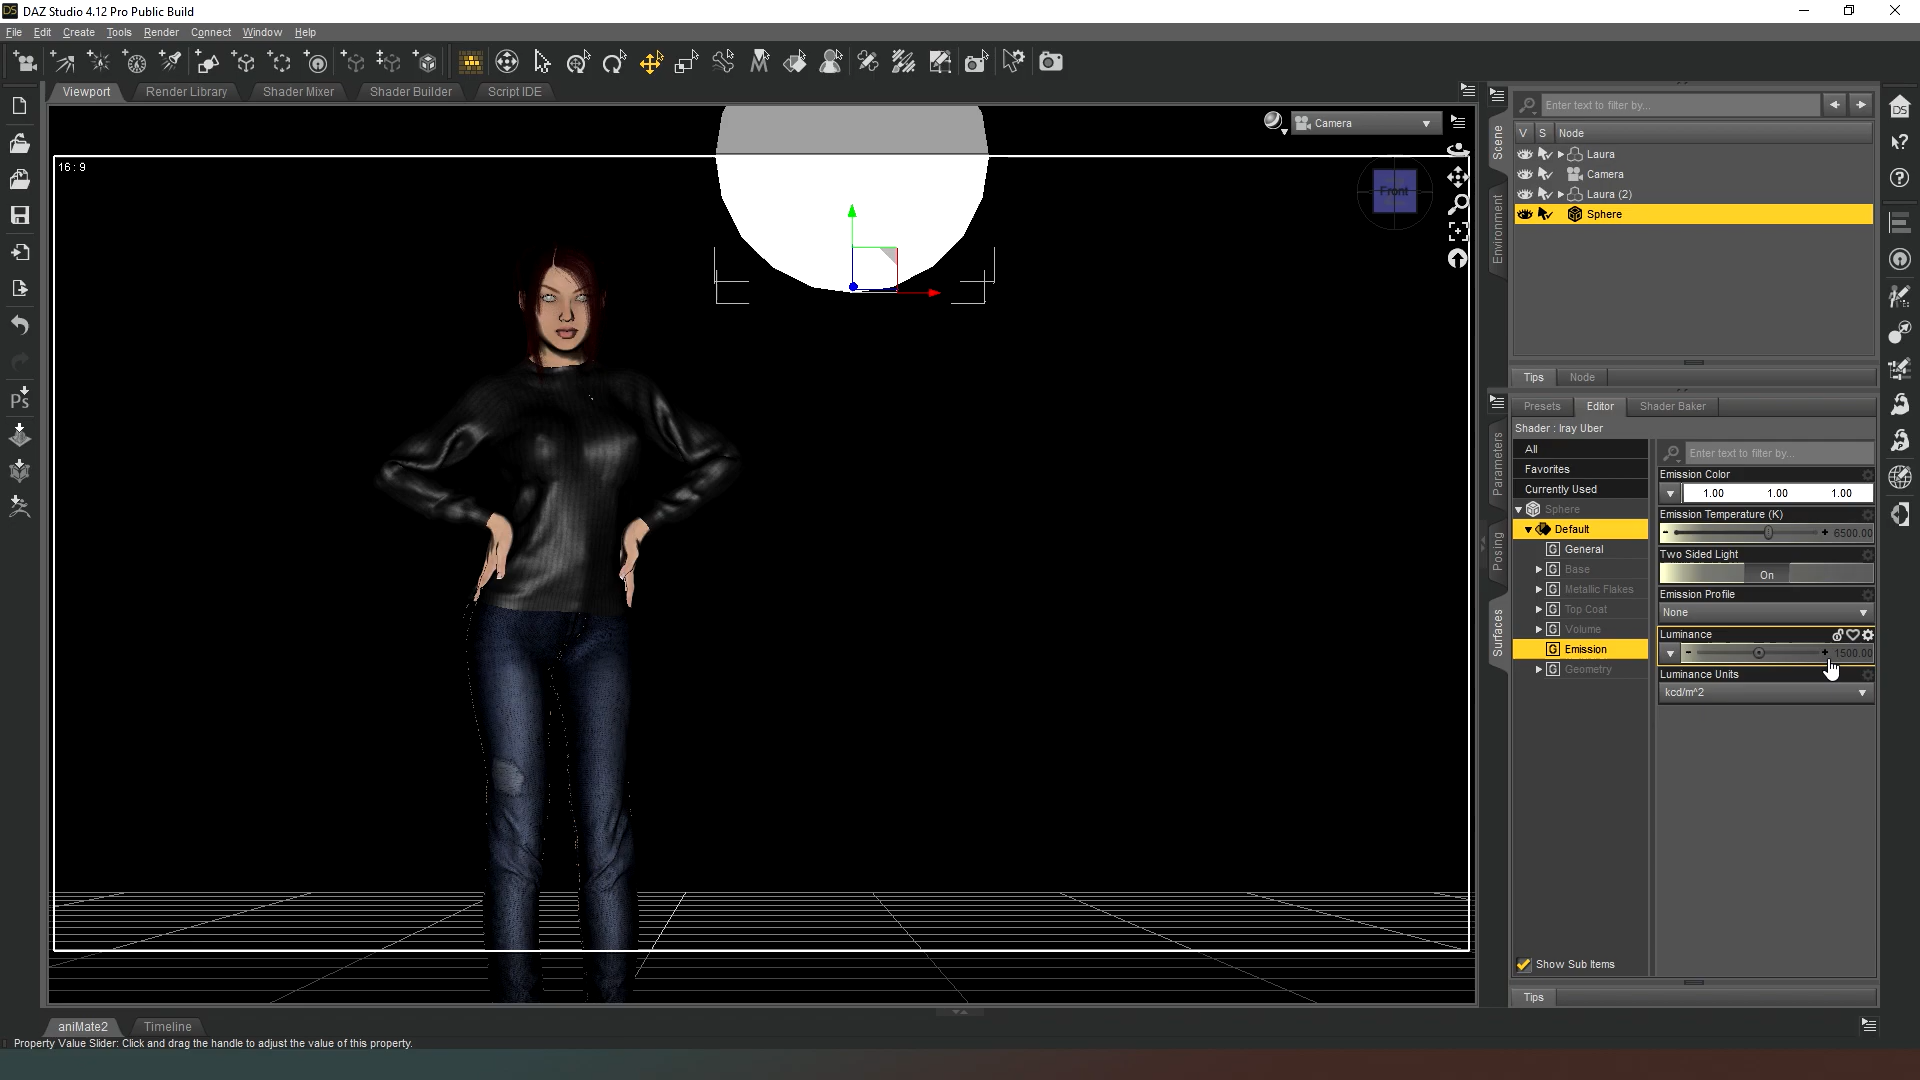 DAZ Studio 4.12 Pro Public Build
File Edit Create Tools Render Connect Window Help
Viewport Render Library Shader Mixer Shader Builder Script IDE
16:9
Camera
Front
Scene
Environment
Enter text to filter by...
V S Node
Laura
Camera
Laura (2)
Sphere
Tips Node
Presets Editor Shader Baker
Shader : Iray Uber
Parameters
Posing
Surfaces
All
Favorites
Currently Used
Sphere
Default
General
Base
Metallic Flakes
Top Coat
Volume
Emission
Geometry
Show Sub Items
Enter text to filter by...
Emission Color
1.00 1.00 1.00
Emission Temperature (K)
6500.00
Two Sided Light
On
Emission Profile
None
Luminance
1500.00
Luminance Units
kcd/m^2
Tips
aniMate2 Timeline
Property Value Slider: Click and drag the handle to adjust the value of this property.